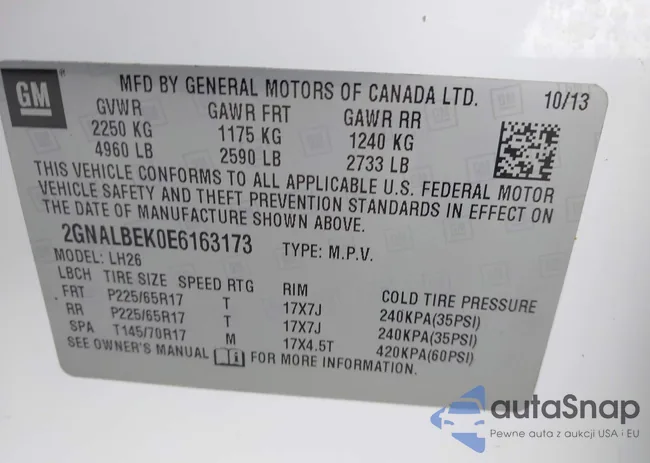 GM
MFD BY GENERAL MOTORS OF CANADA LTD. 10/13
GVWR GAWR FRT GAWR RR
2250 KG 1175 KG 1240 KG
4960 LB 2590 LB 2733 LB
THIS VEHICLE CONFORMS TO ALL APPLICABLE U.S. FEDERAL MOTOR
VEHICLE SAFETY AND THEFT PREVENTION STANDARDS IN EFFECT ON
THE DATE OF MANUFACTURE SHOWN ABOVE.
2GNALBEK0E6163173 TYPE: M.P.V.
MODEL: LH26
LBCH TIRE SIZE SPEED RTG RIM COLD TIRE PRESSURE
FRT P225/65R17 T 17X7J 240KPA(35PSI)
RR P225/65R17 T 17X7J 240KPA(35PSI)
SPA T145/70R17 M 17X4.5T 420KPA(60PSI)
SEE OWNER'S MANUAL FOR MORE INFORMATION.
autaSnap
Pewne auta z aukcji USA i EU